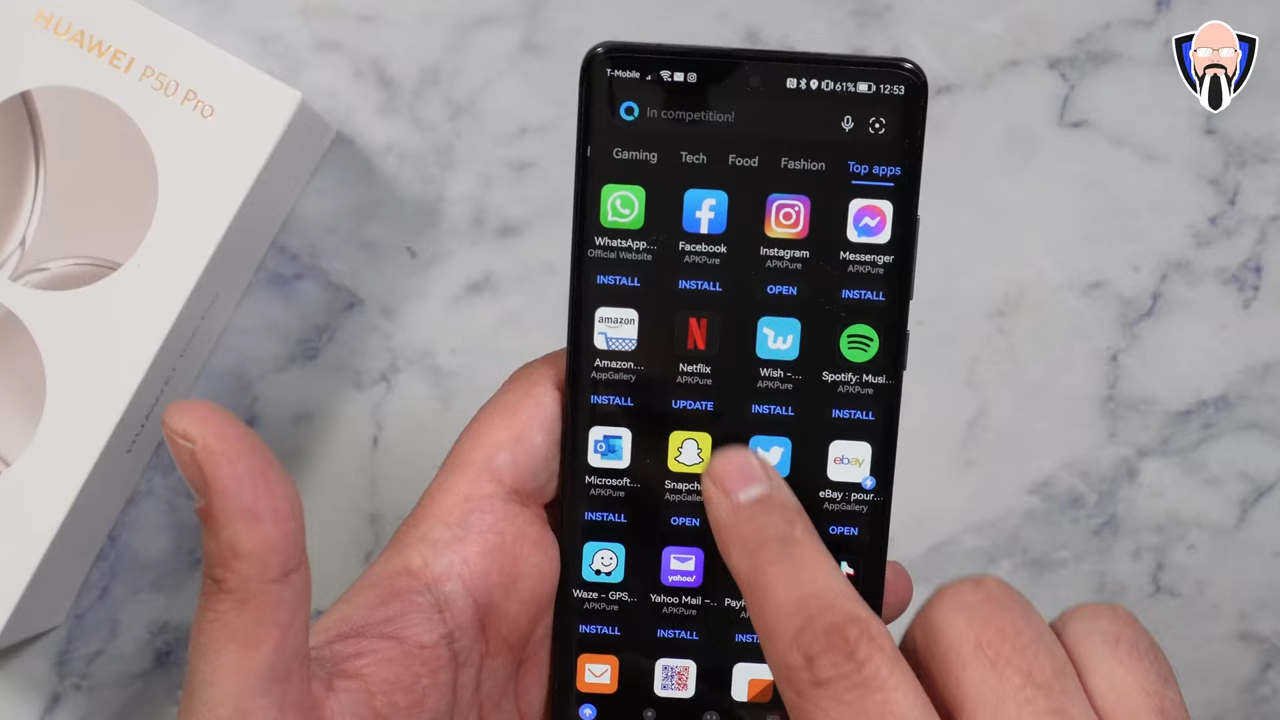 HUAWEI P50 Pro
T-Mobile
61% 12:53
In competition!
Gaming Tech Food Fashion Top apps
WhatsApp... Facebook Instagram Messenger
Official Website APKPure APKPure APKPure
INSTALL INSTALL OPEN INSTALL
amazon
Amazon... Netflix Wish -... Spotify: Musi...
AppGallery APKPure APKPure APKPure
INSTALL UPDATE INSTALL INSTALL
ebay
Microsoft... eBay : pour...
APKPure AppGallery
INSTALL OPEN OPEN
yahoo!
Waze - GPS,... Yahoo Mail –...
APKPure APKPure
INSTALL INSTALL